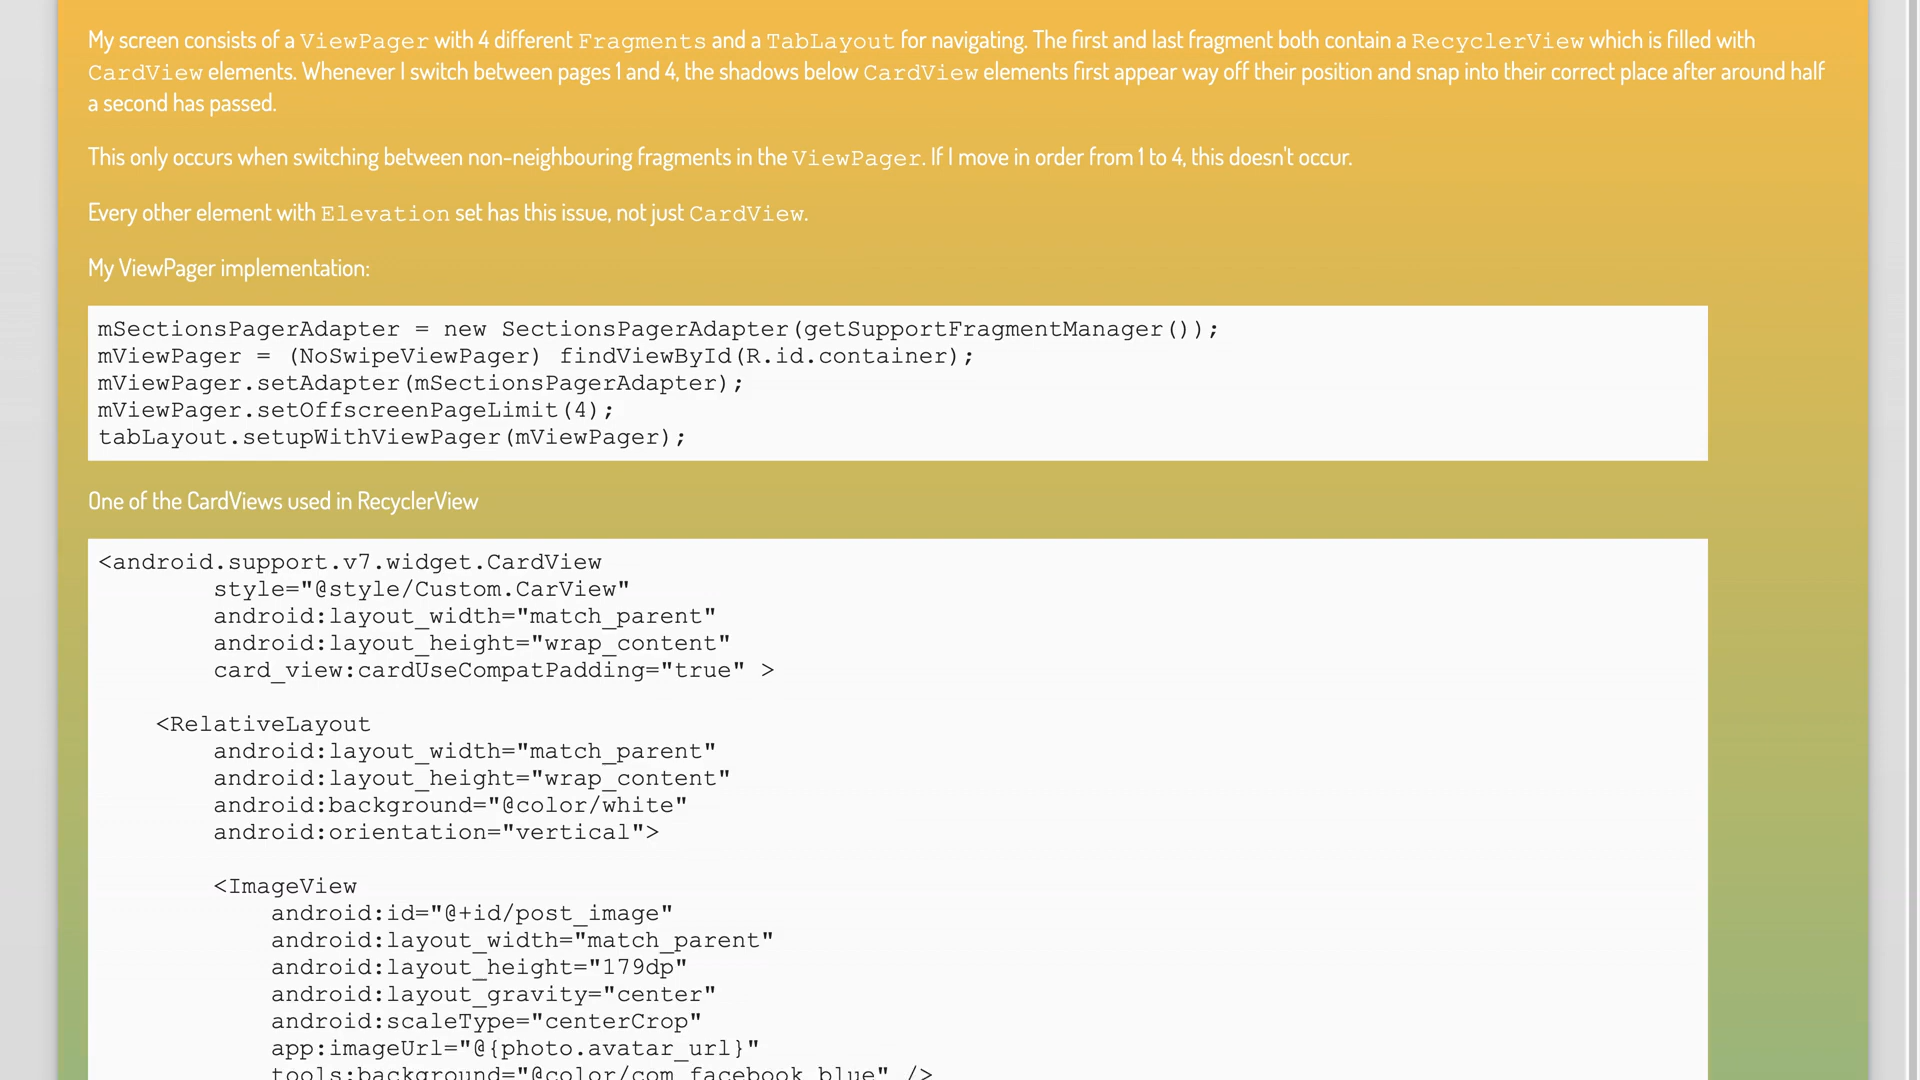 My screen consists of a ViewPager with 4 different Fragments and a TabLayout for navigating. The first and last fragment both contain a RecyclerView which is filled with
CardView elements. Whenever I switch between pages 1 and 4, the shadows below CardView elements first appear way off their position and snap into their correct place after around half
a second has passed.
This only occurs when switching between non-neighbouring fragments in the ViewPager. If I move in order from 1 to 4, this doesn't occur.
Every other element with Elevation set has this issue, not just CardView.
My ViewPager implementation:
mSectionsPagerAdapter = new SectionsPagerAdapter(getSupportFragmentManager());
mViewPager = (NoSwipeViewPager) findViewById(R.id.container);
mViewPager.setAdapter(mSectionsPagerAdapter);
mViewPager.setOffscreenPageLimit(4);
tabLayout.setupWithViewPager(mViewPager);
One of the CardViews used in RecyclerView
<android.support.v7.widget.CardView
style="@style/Custom.CarView"
android:layout_width="match_parent"
android:layout_height="wrap_content"
card_view:cardUseCompatPadding="true" >
<RelativeLayout
android:layout_width="match_parent"
android:layout_height="wrap_content"
android:background="@color/white"
android:orientation="vertical">
<ImageView
android:id="@+id/post_image"
android:layout_width="match_parent"
android:layout_height="179dp"
android:layout_gravity="center"
android:scaleType="centerCrop"
app:imageUrl="@{photo.avatar_url}"
tools:background="@color/com_facebook_blue" />